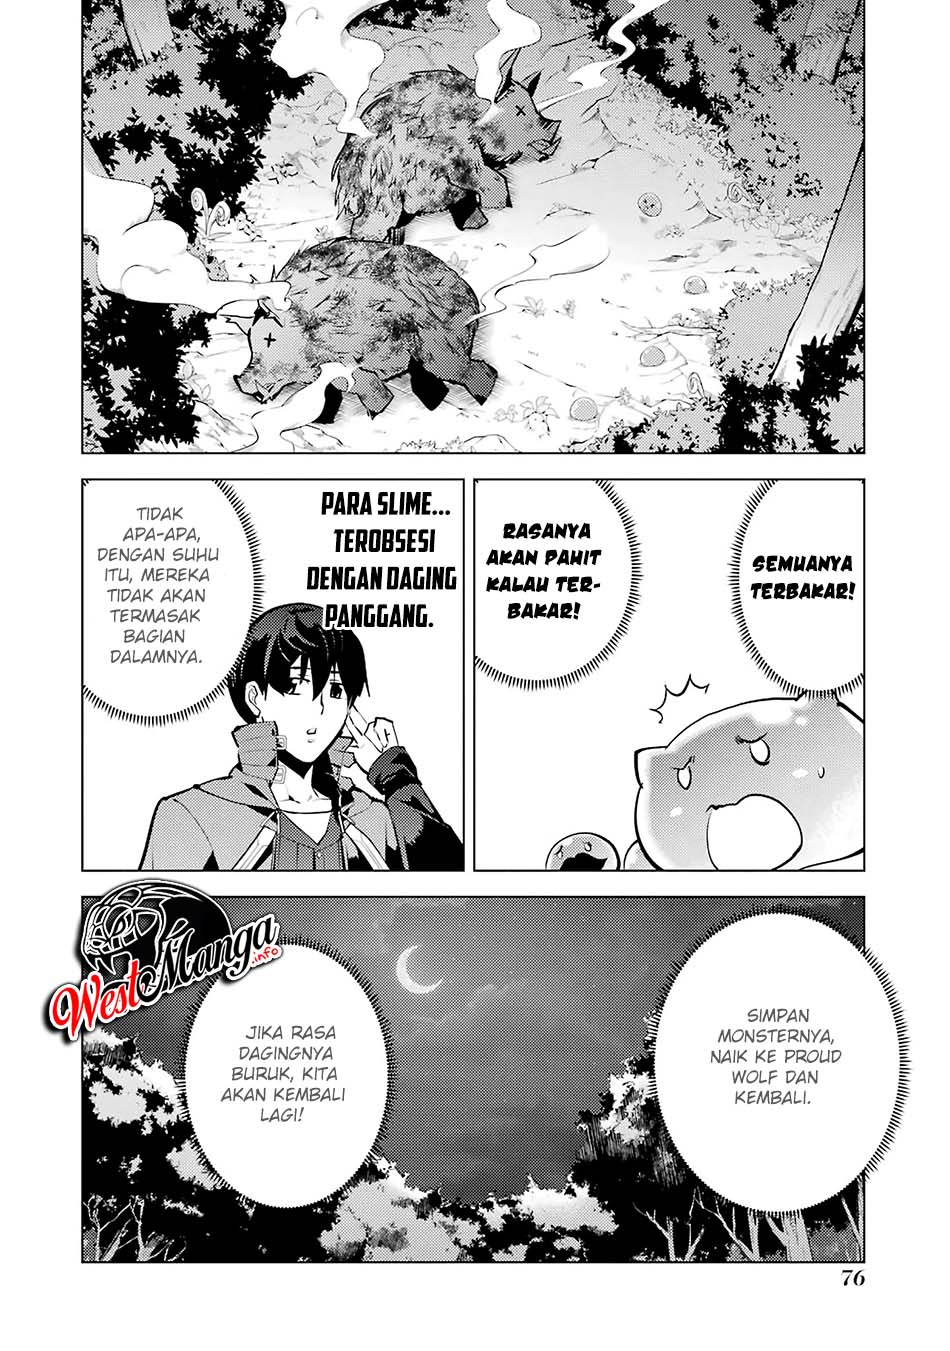 SEMUANYA
TERBAKAR!
RASANYA
AKAN PAHIT
KALAU TER-
BAKAR!
PARA SLIME...
TEROBSESI
DENGAN DAGING
PANGGANG.
TIDAK
APA-APA,
DENGAN SUHU
ITU, MEREKA
TIDAK AKAN
TERMASAK
BAGIAN
DALAMNYA.
SIMPAN
MONSTERNYA,
NAIK KE PROUD
WOLF DAN
KEMBALI.
JIKA RASA
DAGINGNYA
BURUK, KITA
AKAN KEMBALI
LAGI!
WestManga
.info
76